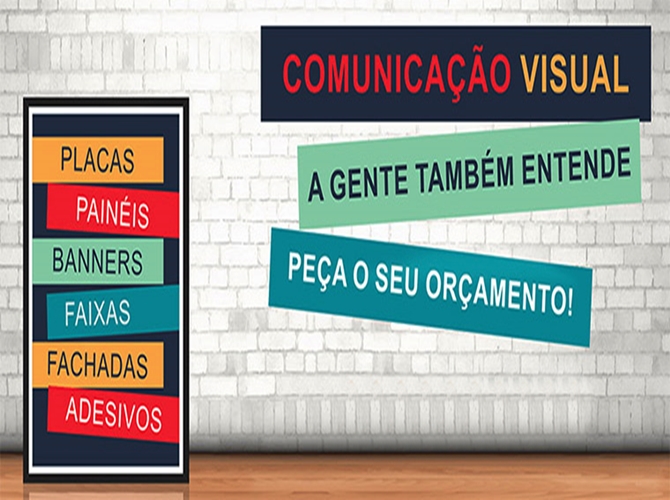 COMUNICAÇÃO VISUAL
A GENTE TAMBÉM ENTENDE
PEÇA O SEU ORÇAMENTO!
PLACAS
PAINÉIS
BANNERS
FAIXAS
FACHADAS
ADESIVOS